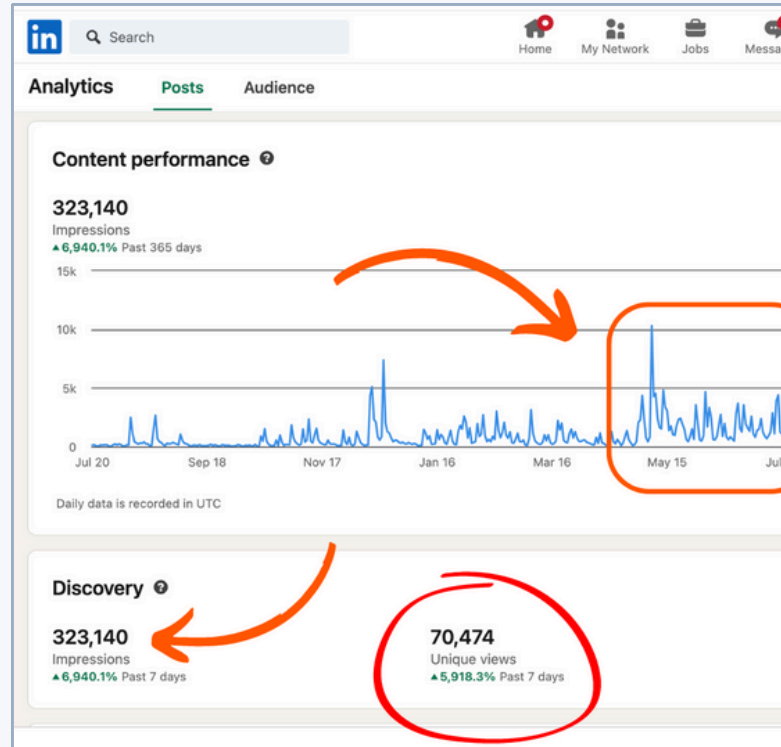 in Search
Home My Network Jobs Messa
Analytics Posts Audience
Content performance
323,140
Impressions
▲6,940.1% Past 365 days
15k
10k
5k
0
Jul 20 Sep 18 Nov 17 Jan 16 Mar 16 May 15 Jul
Daily data is recorded in UTC
Discovery
323,140 70,474
Impressions Unique views
▲6,940.1% Past 7 days ▲5,918.3% Past 7 days